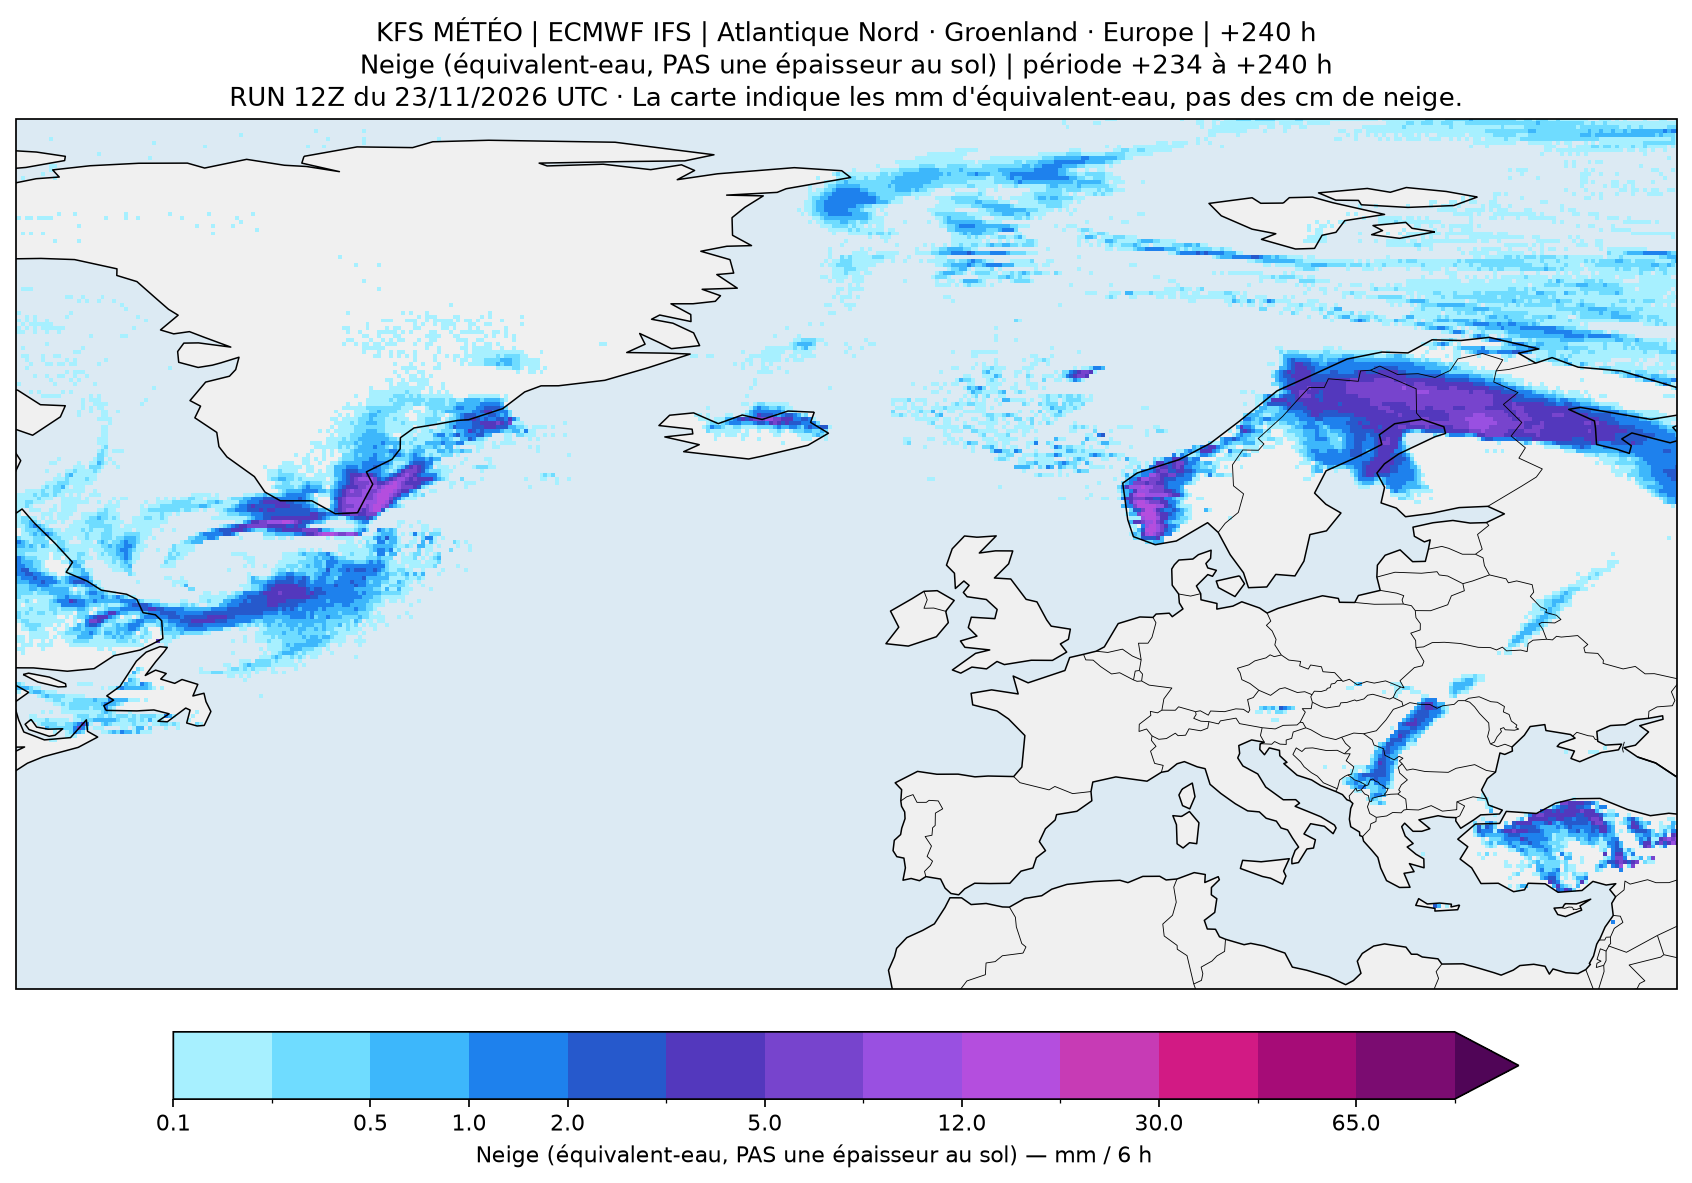 KFS MÉTÉO | ECMWF IFS | Atlantique Nord · Groenland · Europe | +240 h
Neige (équivalent-eau, PAS une épaisseur au sol) | période +234 à +240 h
RUN 12Z du 23/11/2026 UTC · La carte indique les mm d'équivalent-eau, pas des cm de neige.
0.1 0.5 1.0 2.0 5.0 12.0 30.0 65.0
Neige (équivalent-eau, PAS une épaisseur au sol) — mm / 6 h